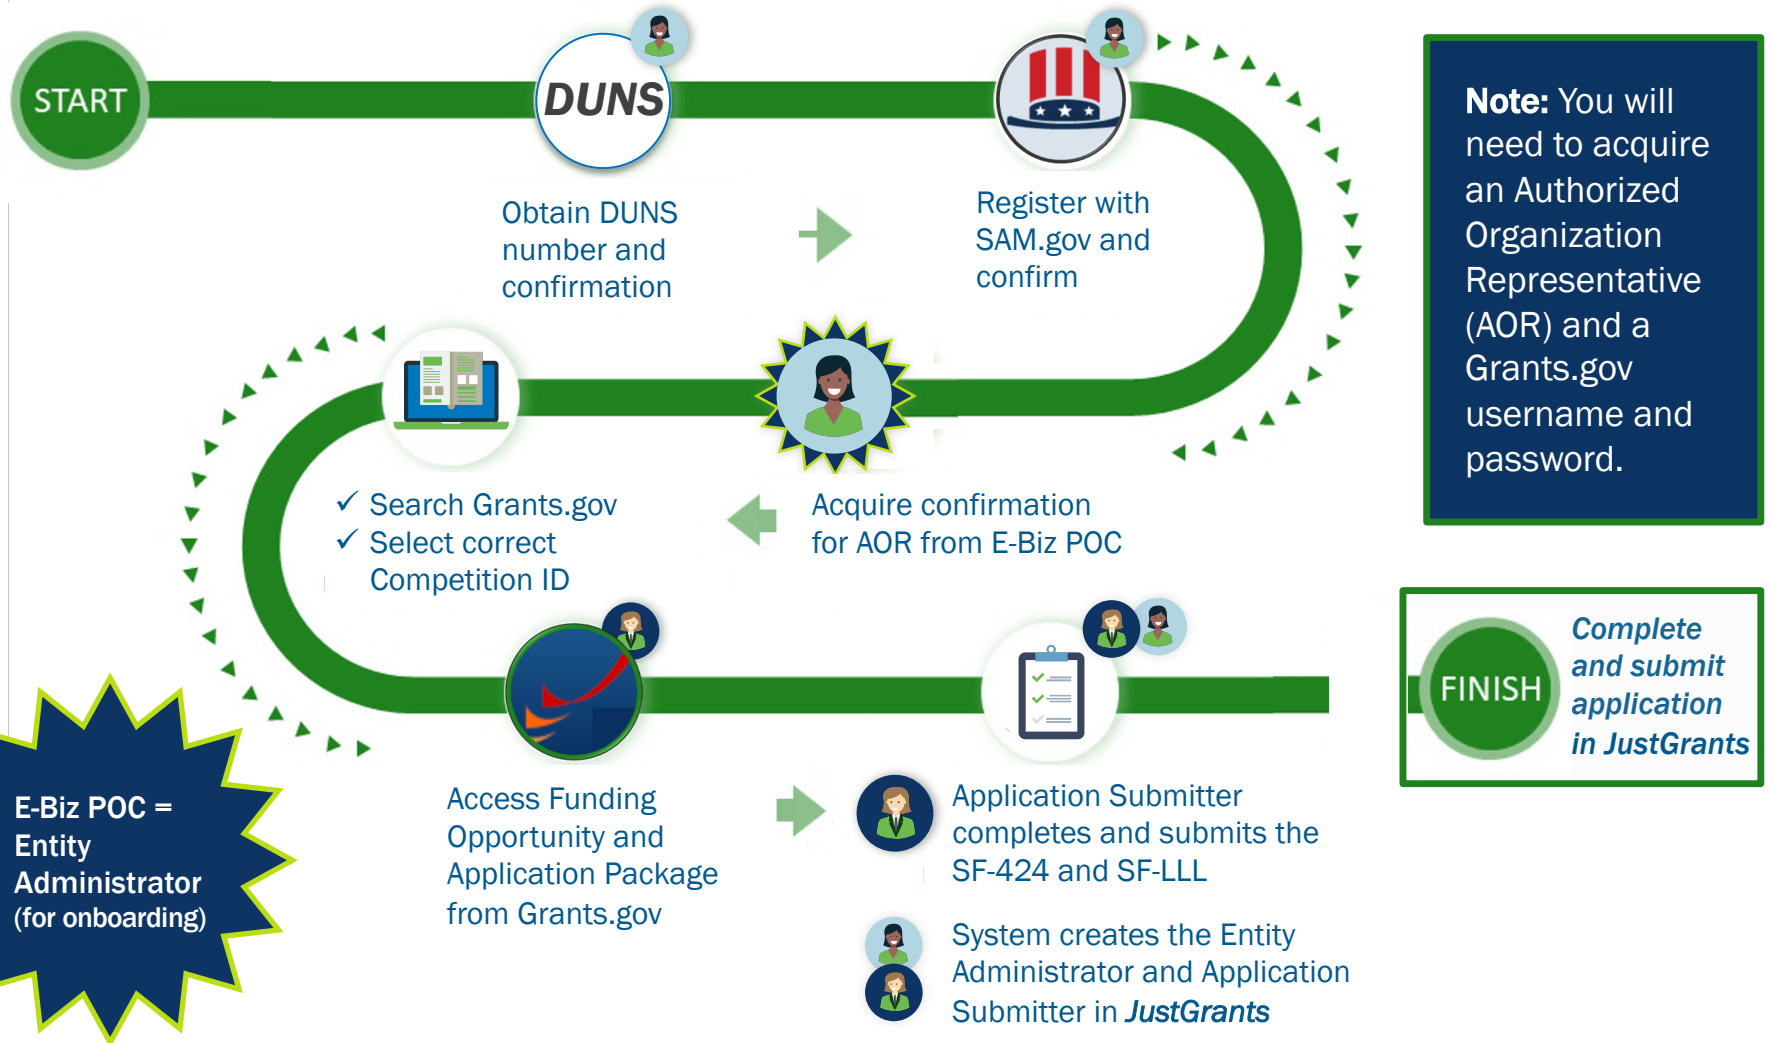 START
DUNS
Obtain DUNS
number and
confirmation
Register with
SAM.gov and
confirm
Note: You will
need to acquire
an Authorized
Organization
Representative
(AOR) and a
Grants.gov
username and
password.
Acquire confirmation
for AOR from E-Biz POC
✓ Search Grants.gov
✓ Select correct
Competition ID
Access Funding
Opportunity and
Application Package
from Grants.gov
Application Submitter
completes and submits the
SF-424 and SF-LLL
System creates the Entity
Administrator and Application
Submitter in JustGrants
FINISH
Complete
and submit
application
in JustGrants
E-Biz POC =
Entity
Administrator
(for onboarding)